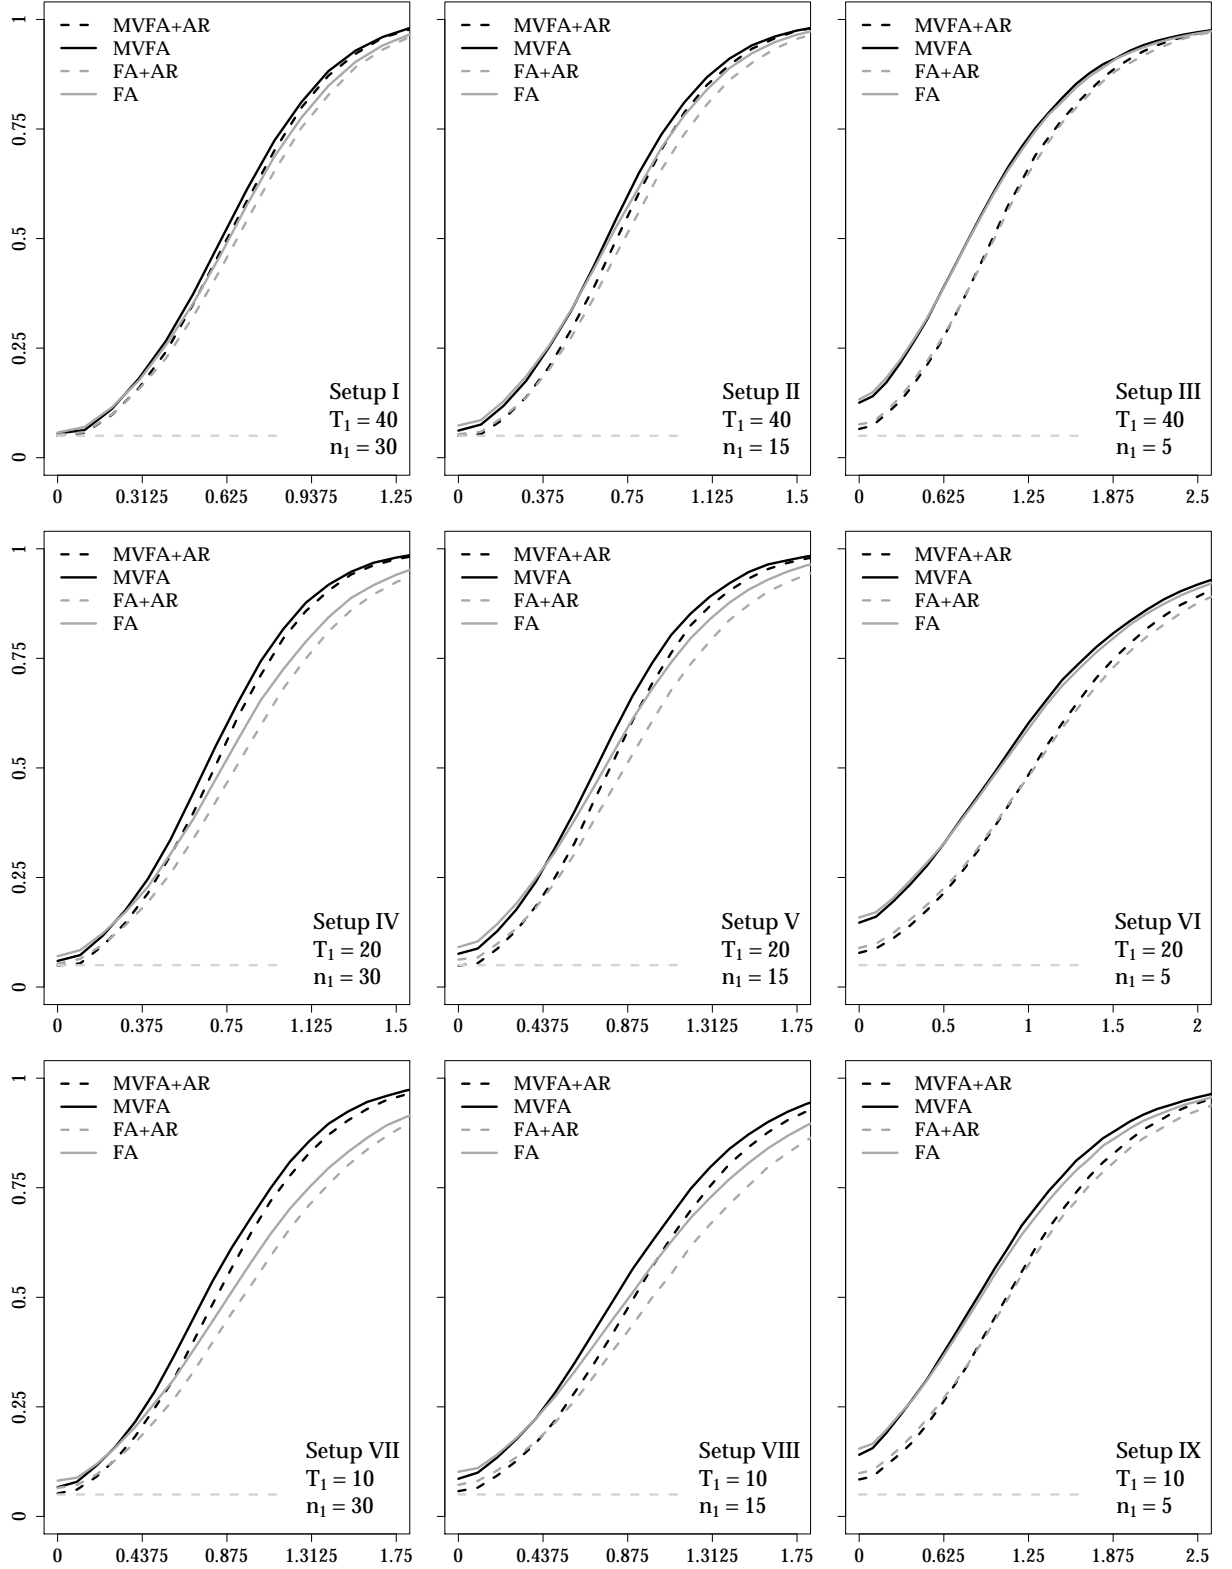 1
0.75
0.5
0.25
0
MVFA+AR
MVFA
FA+AR
FA
Setup I
T1 = 40
n1 = 30
0 0.3125 0.625 0.9375 1.25
MVFA+AR
MVFA
FA+AR
FA
Setup II
T1 = 40
n1 = 15
0 0.375 0.75 1.125 1.5
MVFA+AR
MVFA
FA+AR
FA
Setup III
T1 = 40
n1 = 5
0 0.625 1.25 1.875 2.5
1
0.75
0.5
0.25
0
MVFA+AR
MVFA
FA+AR
FA
Setup IV
T1 = 20
n1 = 30
0 0.375 0.75 1.125 1.5
MVFA+AR
MVFA
FA+AR
FA
Setup V
T1 = 20
n1 = 15
0 0.4375 0.875 1.3125 1.75
MVFA+AR
MVFA
FA+AR
FA
Setup VI
T1 = 20
n1 = 5
0 0.5 1 1.5 2
1
0.75
0.5
0.25
0
MVFA+AR
MVFA
FA+AR
FA
Setup VII
T1 = 10
n1 = 30
0 0.4375 0.875 1.3125 1.75
MVFA+AR
MVFA
FA+AR
FA
Setup VIII
T1 = 10
n1 = 15
0 0.4375 0.875 1.3125 1.75
MVFA+AR
MVFA
FA+AR
FA
Setup IX
T1 = 10
n1 = 5
0 0.625 1.25 1.875 2.5